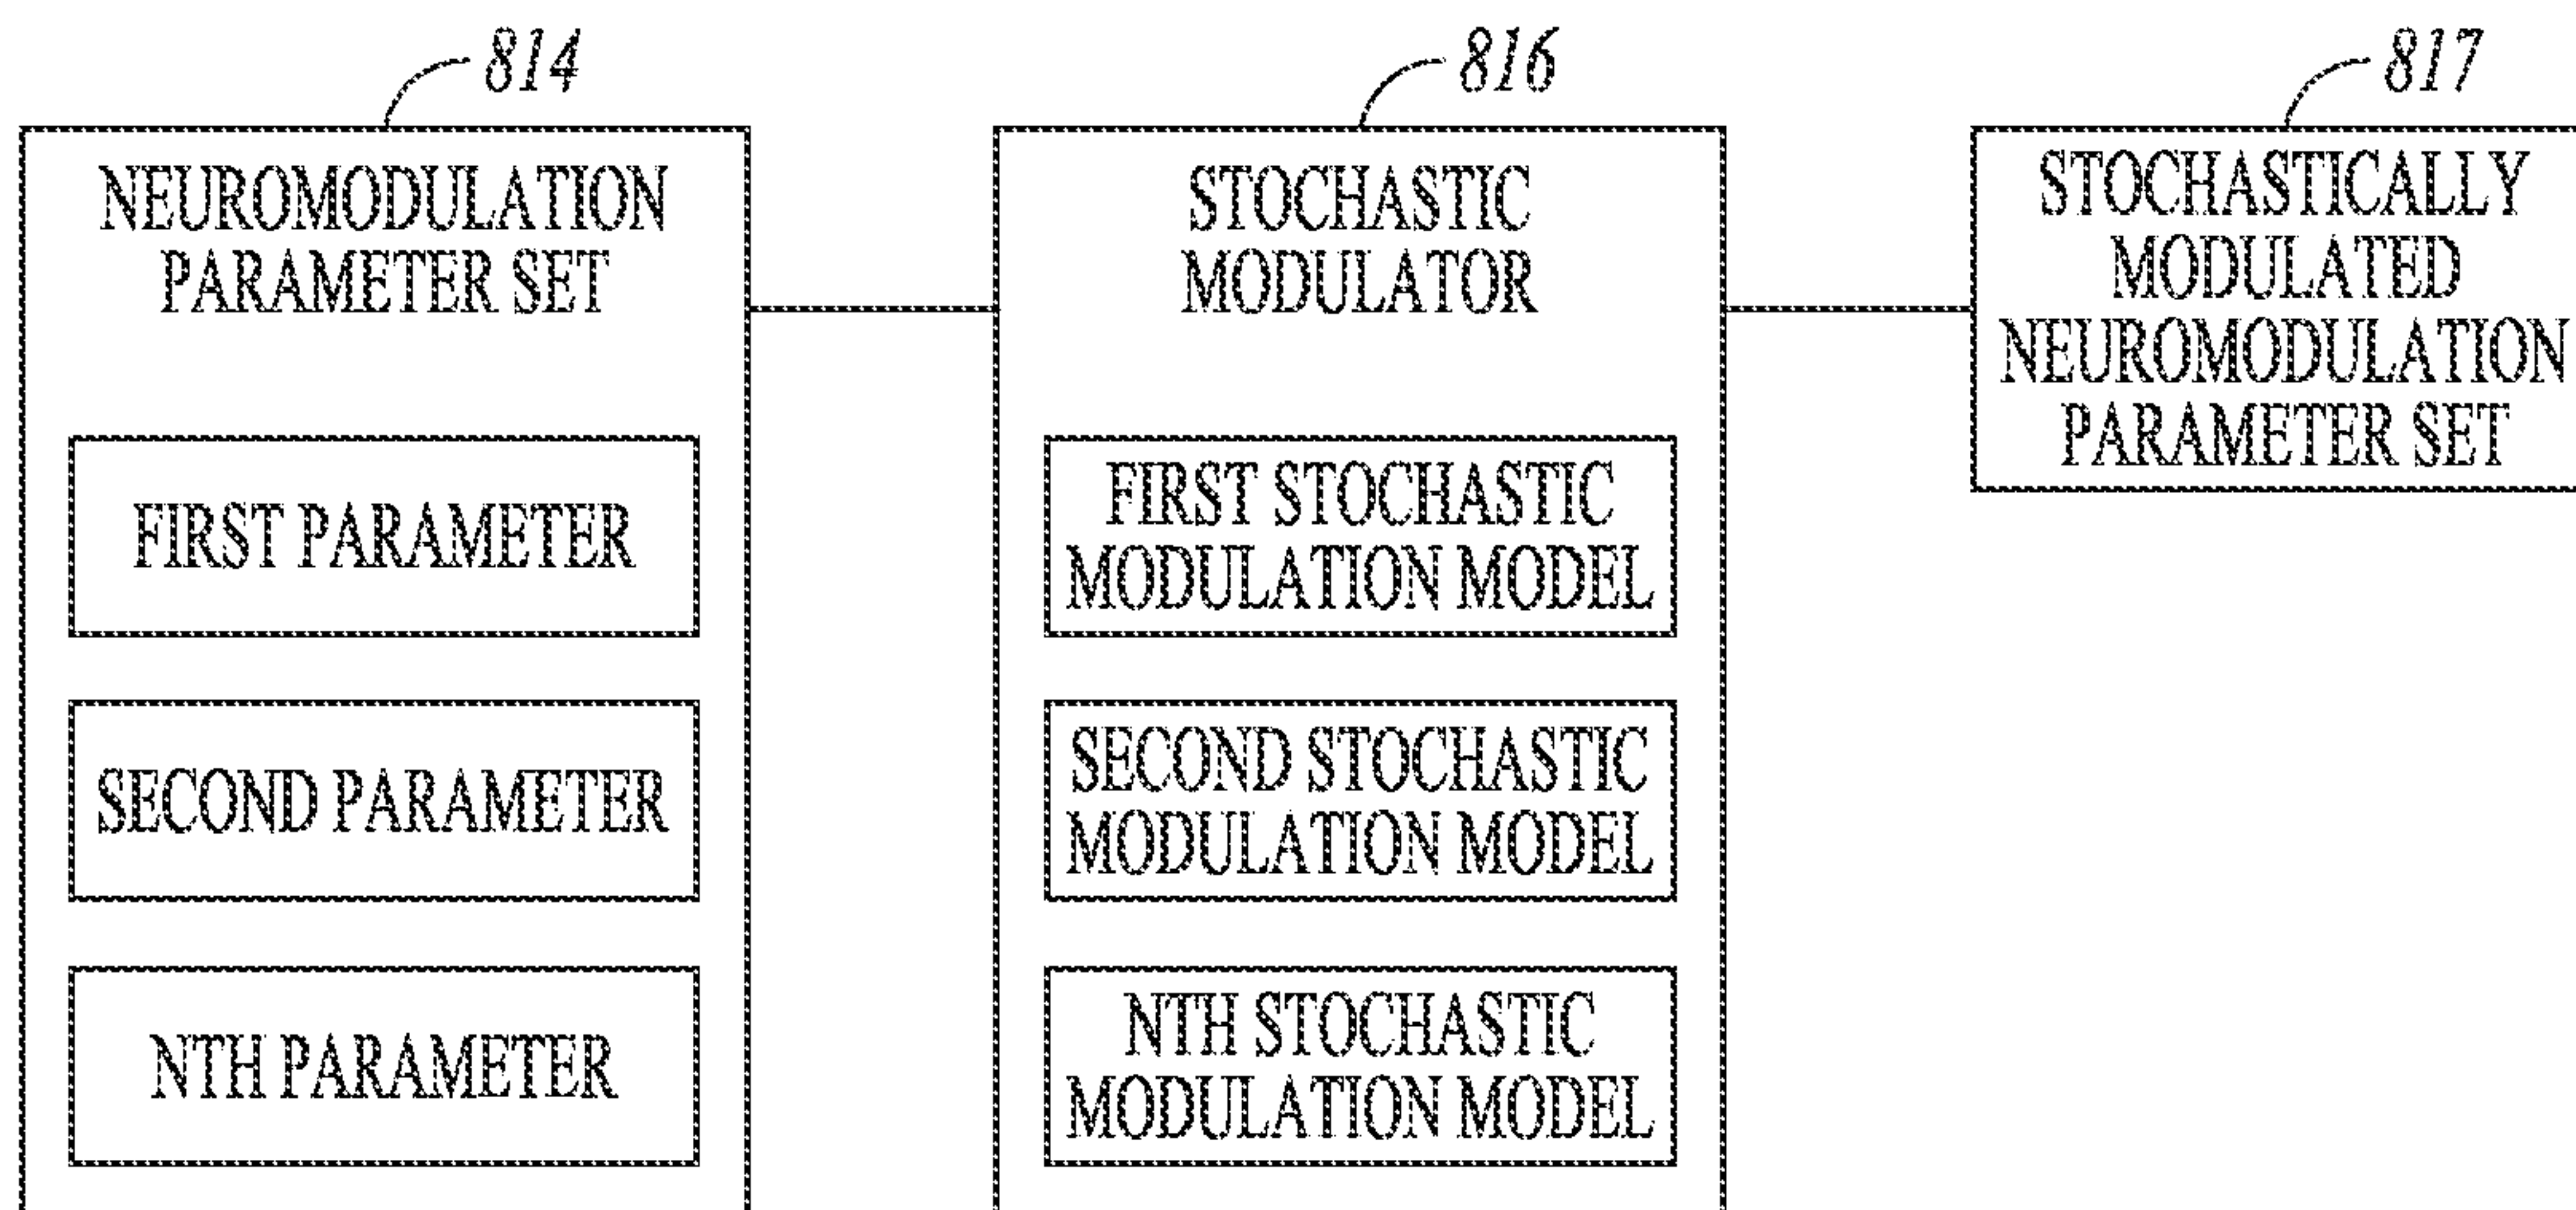 814
NEUROMODULATION
PARAMETER SET
FIRST PARAMETER
SECOND PARAMETER
NTH PARAMETER
816
STOCHASTIC
MODULATOR
FIRST STOCHASTIC
MODULATION MODEL
SECOND STOCHASTIC
MODULATION MODEL
NTH STOCHASTIC
MODULATION MODEL
817
STOCHASTICALLY
MODULATED
NEUROMODULATION
PARAMETER SET